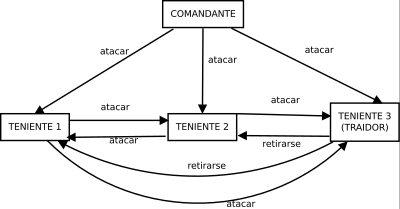 COMANDANTE
atacar
atacar
atacar
atacar
atacar
TENIENTE 1
TENIENTE 2
TENIENTE 3
(TRAIDOR)
atacar
retirarse
retirarse
atacar